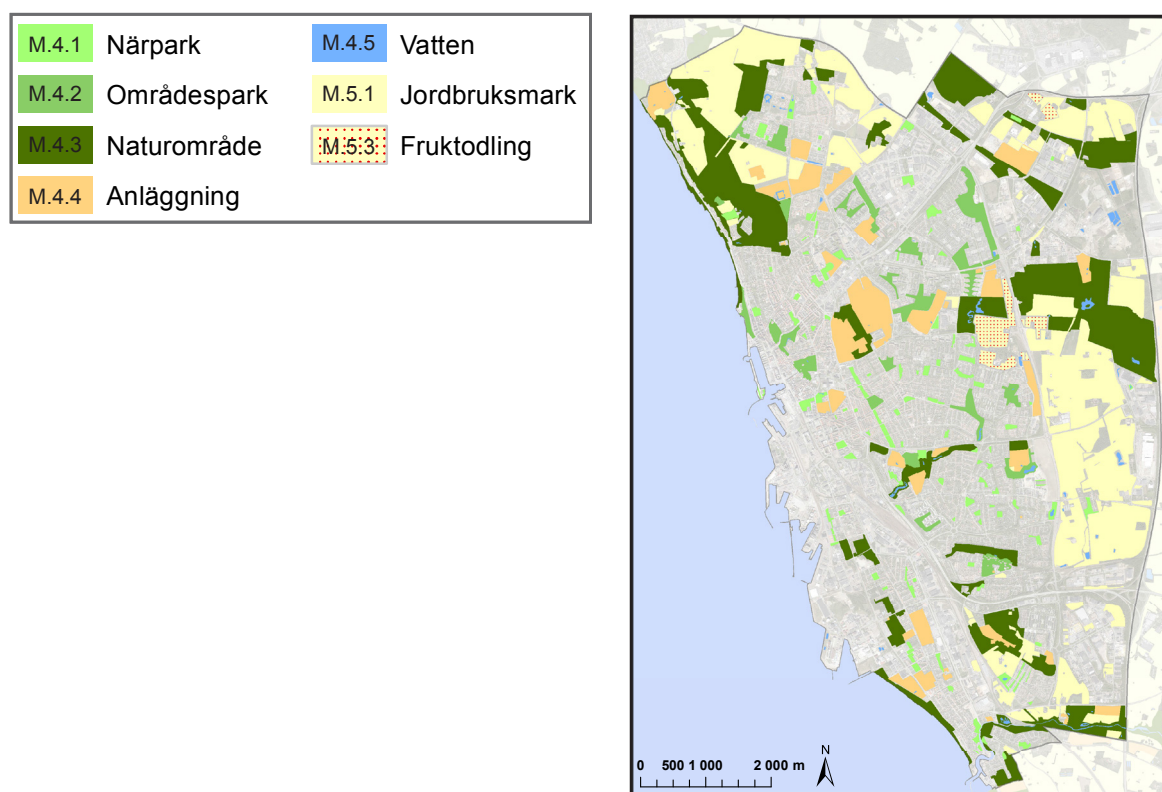 M.4.1 Närpark
M.4.2 Områdespark
M.4.3 Naturområde
M.4.4 Anläggning
M.4.5 Vatten
M.5.1 Jordbruksmark
M.5.3 Fruktodling
N
0 500 1 000 2 000 m